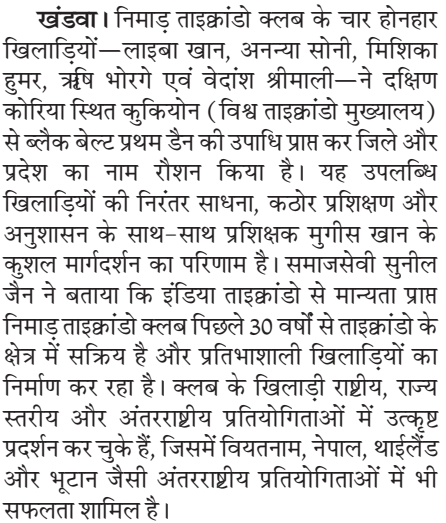 खंडवा। निमाड़ ताइक्वांडो क्लब के चार होनहार
खिलाड़ियों—लाइबा खान, अनन्या सोनी, मिशिका
हुमर, ऋषि भोरगे एवं वेदांश श्रीमाली—ने दक्षिण
कोरिया स्थित कुकियोन (विश्व ताइक्वांडो मुख्यालय)
से ब्लैक बेल्ट प्रथम डैन की उपाधि प्राप्त कर जिले और
प्रदेश का नाम रौशन किया है। यह उपलब्धि
खिलाड़ियों की निरंतर साधना, कठोर प्रशिक्षण और
अनुशासन के साथ-साथ प्रशिक्षक मुगीस खान के
कुशल मार्गदर्शन का परिणाम है। समाजसेवी सुनील
जैन ने बताया कि इंडिया ताइक्वांडो से मान्यता प्राप्त
निमाड़ ताइक्वांडो क्लब पिछले 30 वर्षों से ताइक्वांडो के
क्षेत्र में सक्रिय है और प्रतिभाशाली खिलाड़ियों का
निर्माण कर रहा है। क्लब के खिलाड़ी राष्ट्रीय, राज्य
स्तरीय और अंतरराष्ट्रीय प्रतियोगिताओं में उत्कृष्ट
प्रदर्शन कर चुके हैं, जिसमें वियतनाम, नेपाल, थाईलैंड
और भूटान जैसी अंतरराष्ट्रीय प्रतियोगिताओं में भी
सफलता शामिल है।